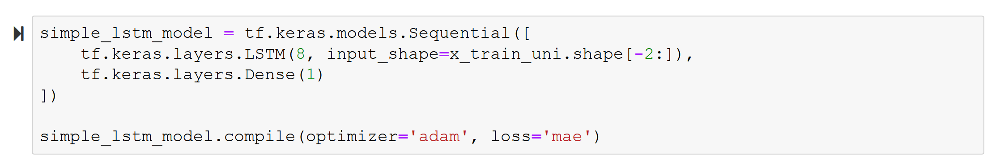 simple_lstm_model = tf.keras.models.Sequential([
    tf.keras.layers.LSTM(8, input_shape=x_train_uni.shape[-2:]),
    tf.keras.layers.Dense(1)
])
simple_lstm_model.compile(optimizer='adam', loss='mae')